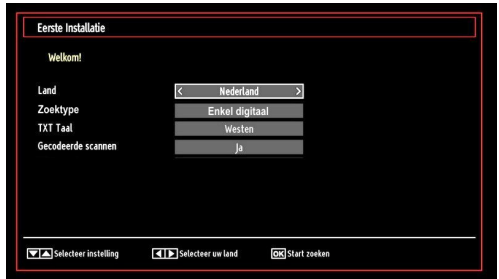 Eerste Installatie
Welkom!
Land < Nederland >
Zoektype Enkel digitaal
TXT Taal Westen
Gecodeerde scannen Ja
Selecteer instelling Selecteer uw land OK Start zoeken